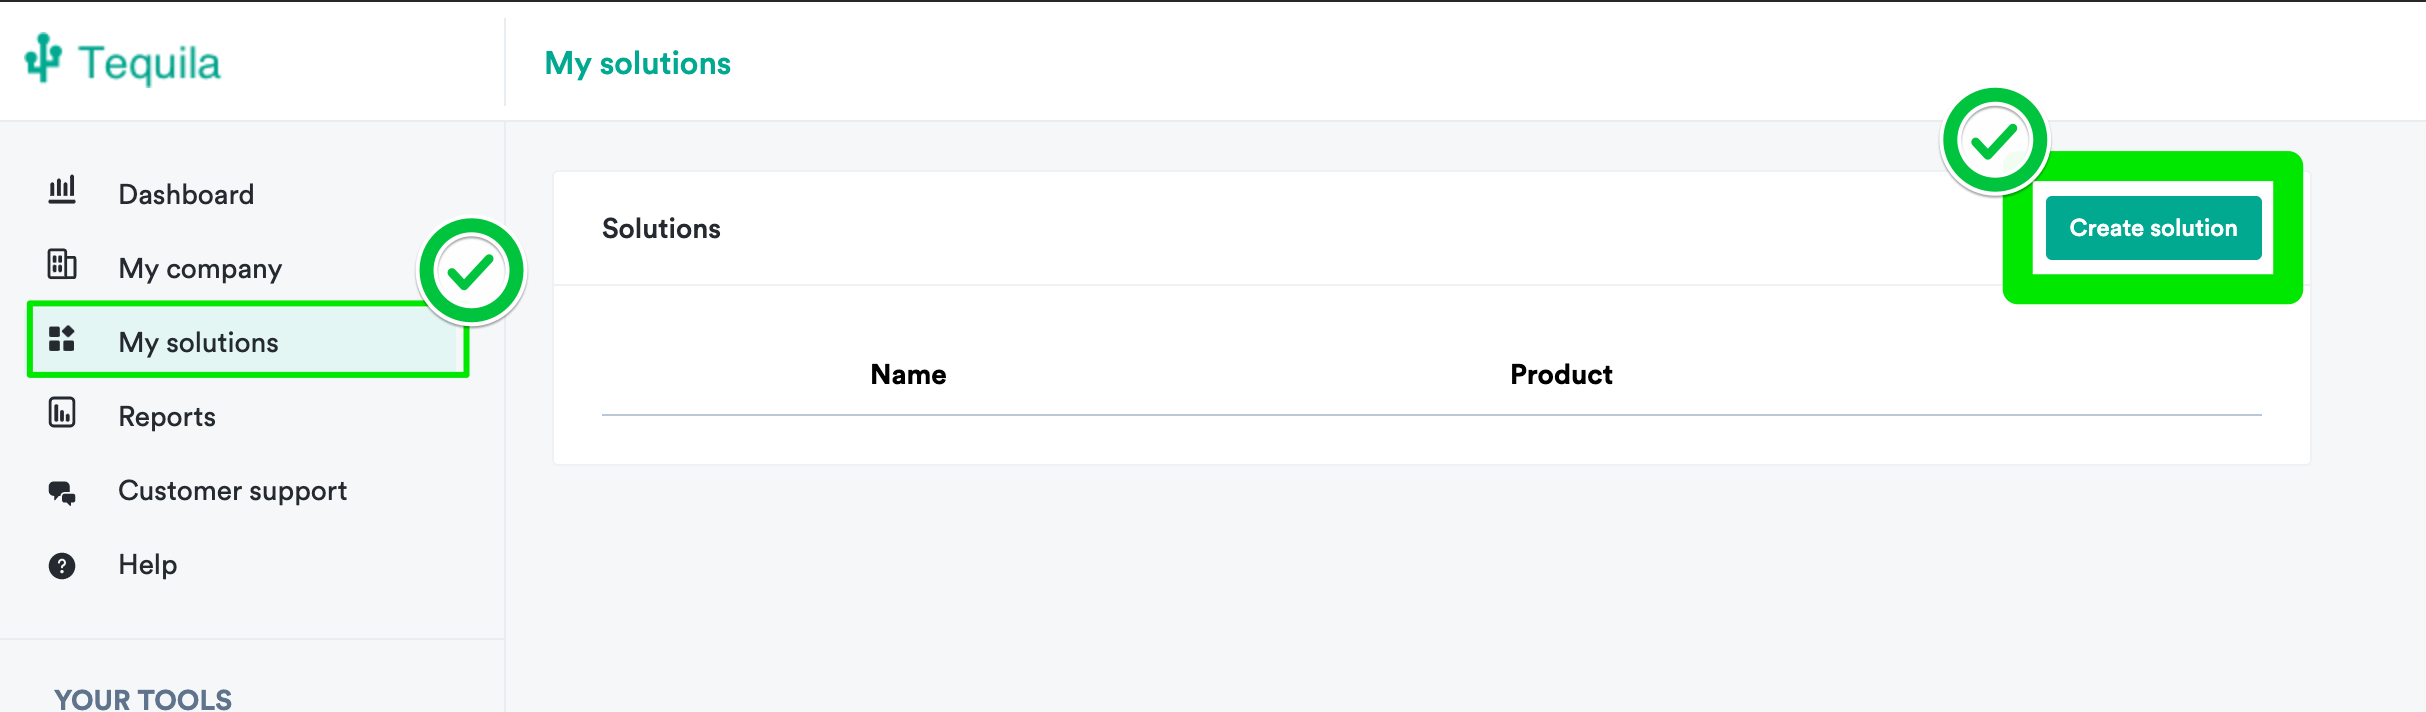 Tequila
My solutions
Dashboard
My company
My solutions
Reports
Customer support
Help
YOUR TOOLS
Solutions
Create solution
Name
Product